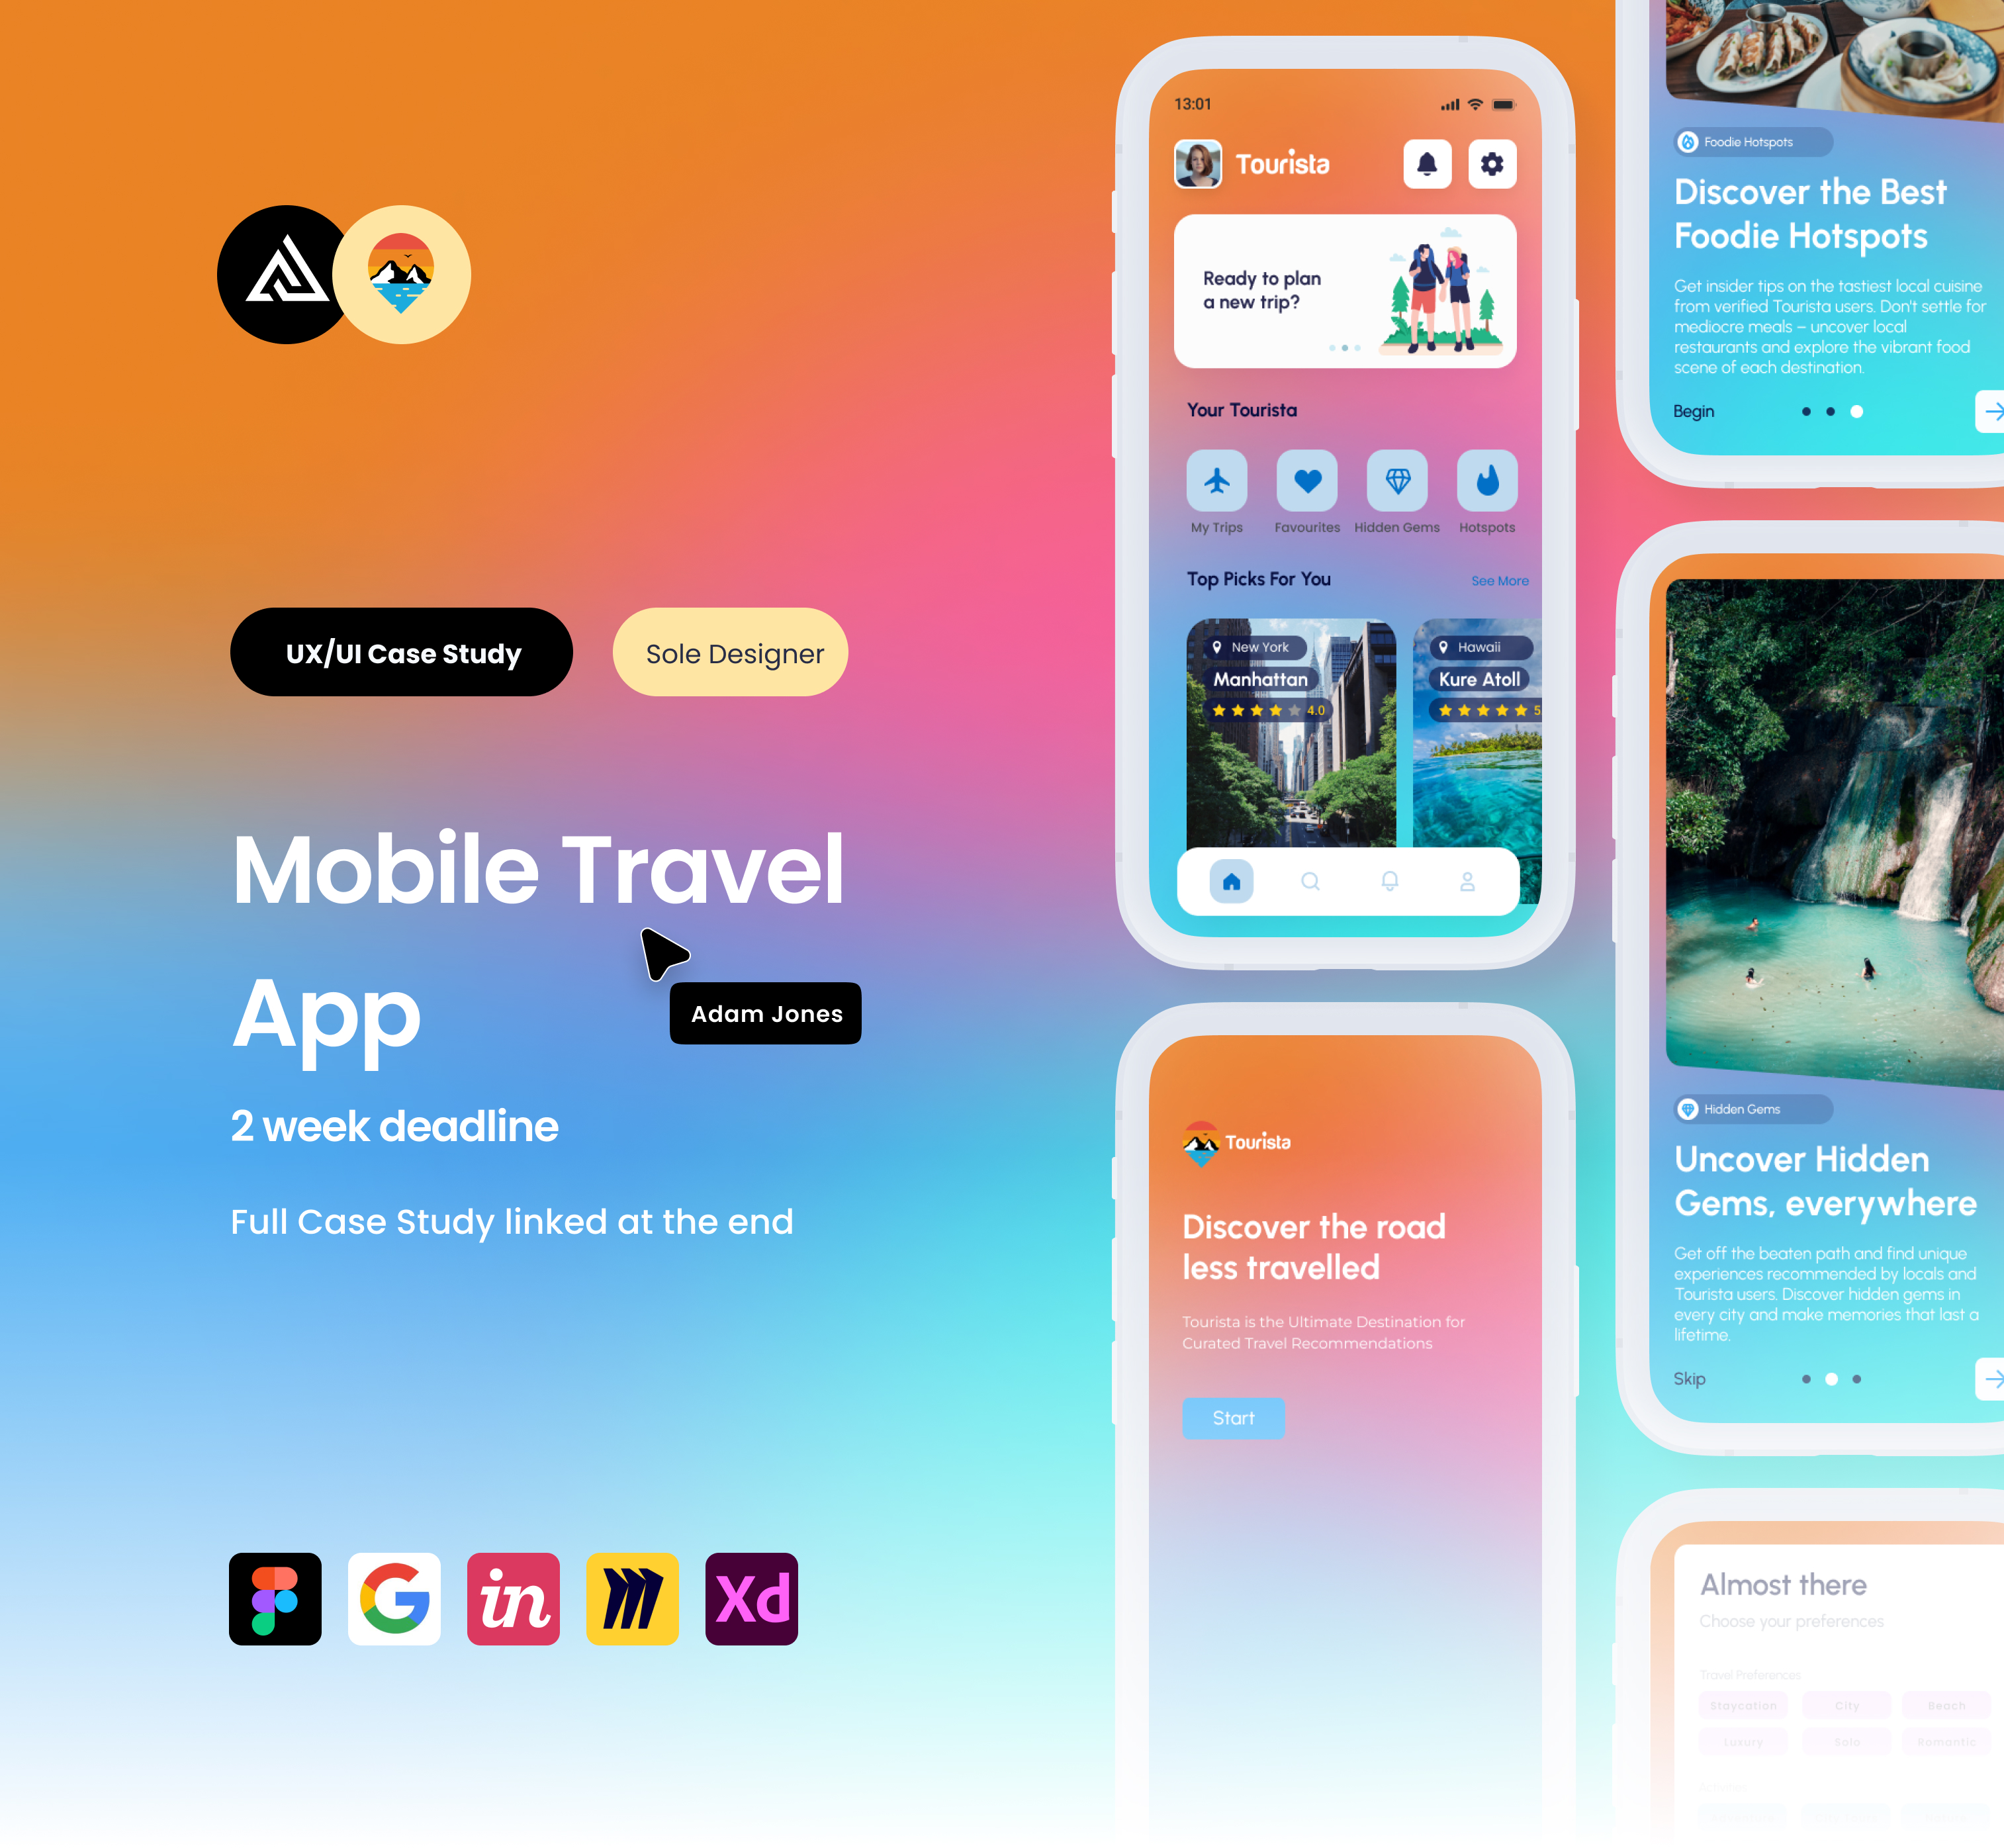 UX/UI Case Study
Sole Designer
Mobile Travel
App
Adam Jones
2 week deadline
Full Case Study linked at the end
in
Xd
13:01
Tourista
Ready to plan
a new trip?
Your Tourista
My Trips
Favourites
Hidden Gems
Hotspots
Top Picks For You
See More
New York
Manhattan
4.0
Hawaii
Kure Atoll
5
Tourista
Discover the road
less travelled
Tourista is the Ultimate Destination for
Curated Travel Recommendations
Start
Foodie Hotspots
Discover the Best
Foodie Hotspots
Get insider tips on the tastiest local cuisine
from verified Tourista users. Don't settle for
mediocre meals – uncover local
restaurants and explore the vibrant food
scene of each destination.
Begin
Hidden Gems
Uncover Hidden
Gems, everywhere
Get off the beaten path and find unique
experiences recommended by locals and
Tourista users. Discover hidden gems in
every city and make memories that last a
lifetime.
Skip
Almost there
Choose your preferences
Travel Preferences
Staycation
City
Beach
Luxury
Solo
Romantic